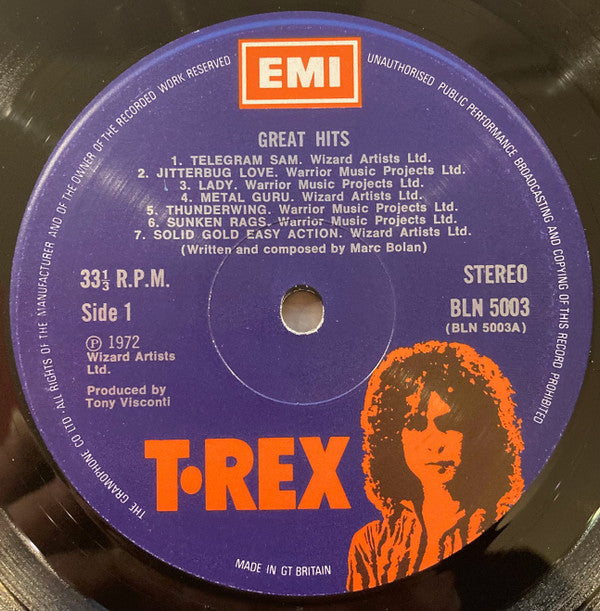 THE GRAMOPHONE CO LTD · ALL RIGHTS OF THE MANUFACTURER AND OF THE OWNER OF THE RECORDED WORK RESERVED
EMI
UNAUTHORISED PUBLIC PERFORMANCE BROADCASTING AND COPYING OF THIS RECORD PROHIBITED
GREAT HITS
1. TELEGRAM SAM. Wizard Artists Ltd.
2. JITTERBUG LOVE. Warrior Music Projects Ltd.
3. LADY. Warrior Music Projects Ltd.
4. METAL GURU. Wizard Artists Ltd.
5. THUNDERWING. Warrior Music Projects Ltd.
6. SUNKEN RAGS. Warrior Music Projects Ltd.
7. SOLID GOLD EASY ACTION. Wizard Artists Ltd.
(Written and composed by Marc Bolan)
33⅓ R.P.M.
STEREO
Side 1
BLN 5003
(BLN 5003A)
℗ 1972
Wizard Artists
Ltd.
Produced by
Tony Visconti
T·REX
MADE IN GT BRITAIN